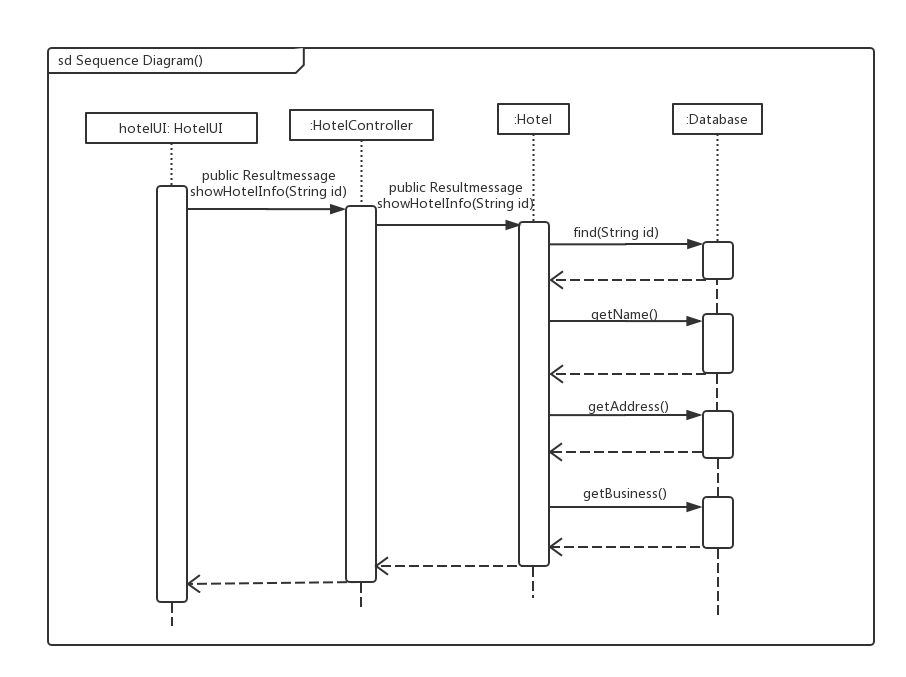 sd Sequence Diagram()
hotelUI: HotelUI
:HotelController
:Hotel
:Database
public Resultmessage
showHotelInfo(String id)
public Resultmessage
showHotelInfo(String id)
find(String id)
getName()
getAddress()
getBusiness()